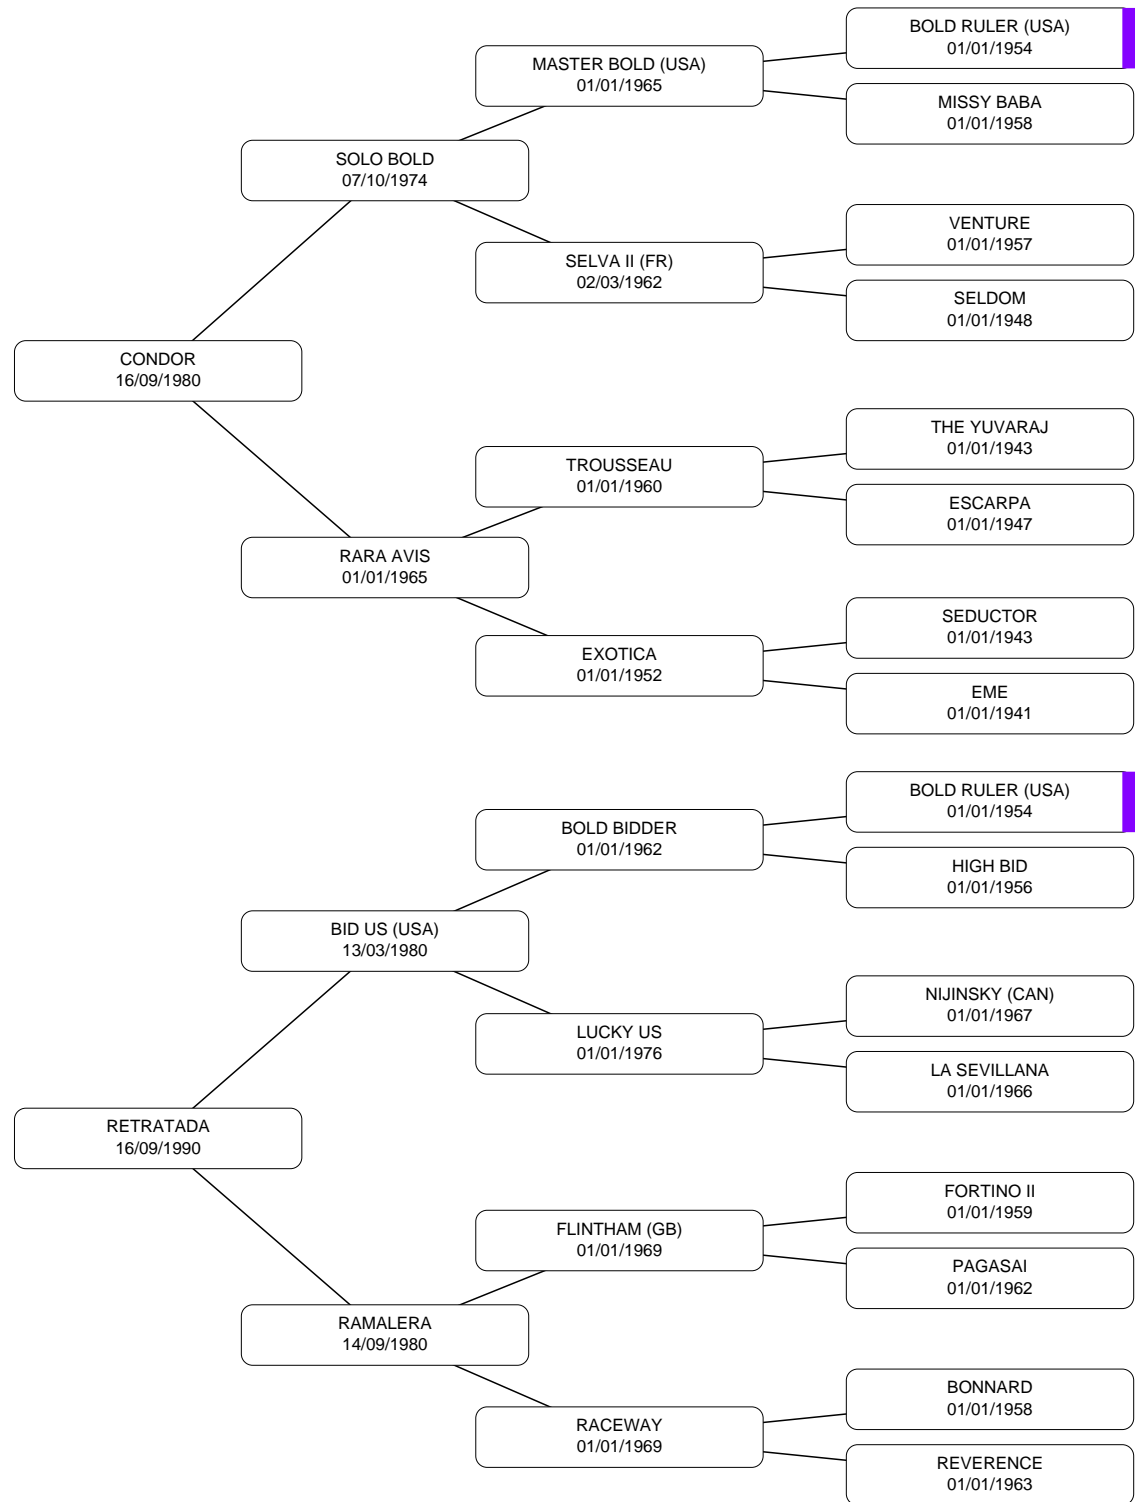 BOLD RULER (USA)
01/01/1954
MASTER BOLD (USA)
01/01/1965
MISSY BABA
01/01/1958
SOLO BOLD
07/10/1974
VENTURE
01/01/1957
SELVA II (FR)
02/03/1962
SELDOM
01/01/1948
CONDOR
16/09/1980
THE YUVARAJ
01/01/1943
TROUSSEAU
01/01/1960
ESCARPA
01/01/1947
RARA AVIS
01/01/1965
SEDUCTOR
01/01/1943
EXOTICA
01/01/1952
EME
01/01/1941
BOLD RULER (USA)
01/01/1954
BOLD BIDDER
01/01/1962
HIGH BID
01/01/1956
BID US (USA)
13/03/1980
NIJINSKY (CAN)
01/01/1967
LUCKY US
01/01/1976
LA SEVILLANA
01/01/1966
RETRATADA
16/09/1990
FORTINO II
01/01/1959
FLINTHAM (GB)
01/01/1969
PAGASAI
01/01/1962
RAMALERA
14/09/1980
BONNARD
01/01/1958
RACEWAY
01/01/1969
REVERENCE
01/01/1963